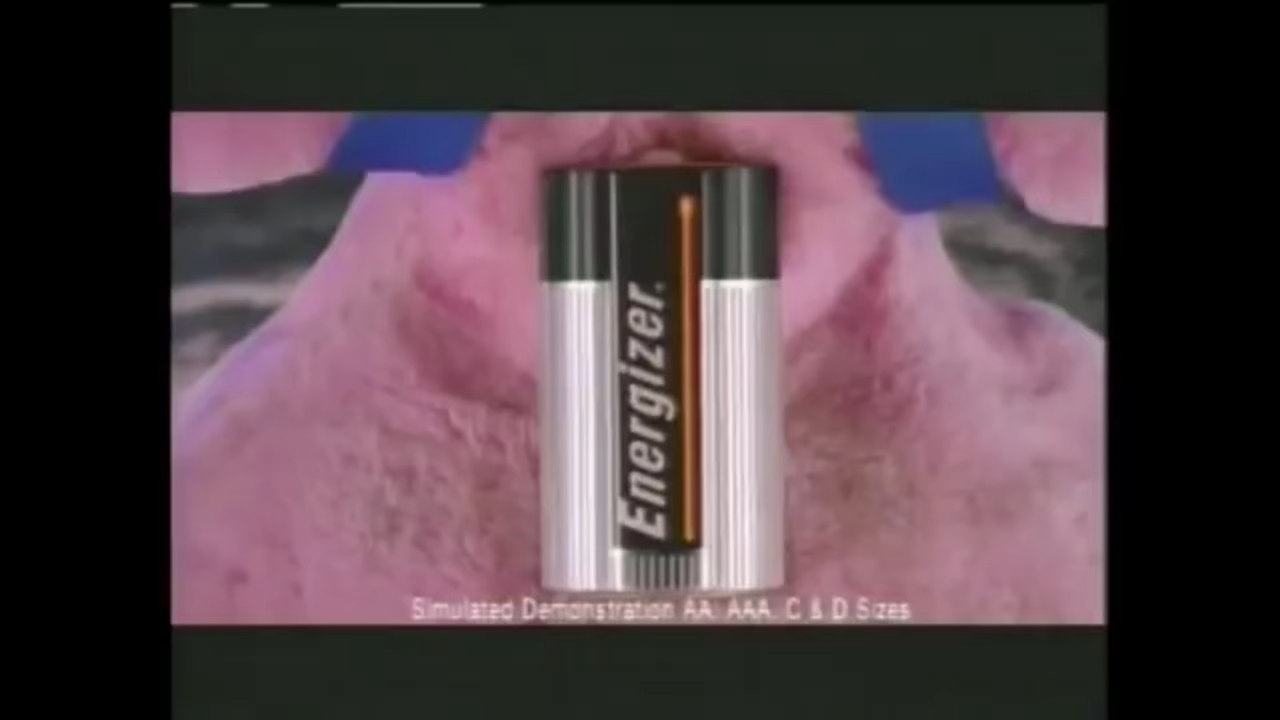 Energizer.
Simulated Demonstration AA, AAA, C & D Sizes